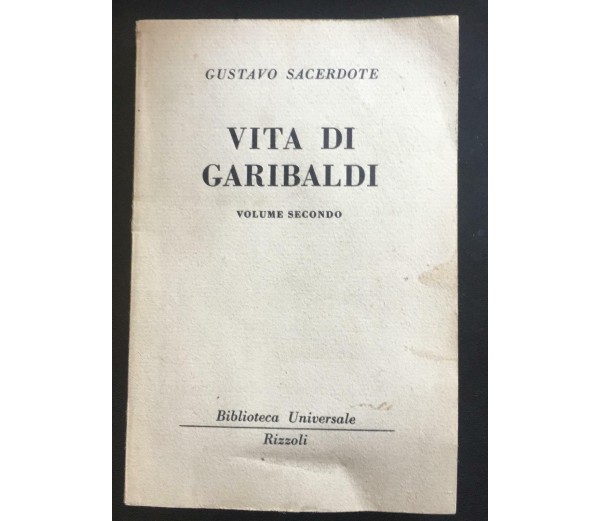 GUSTAVO SACERDOTE
VITA DI
GARIBALDI
VOLUME SECONDO
Biblioteca Universale
Rizzoli